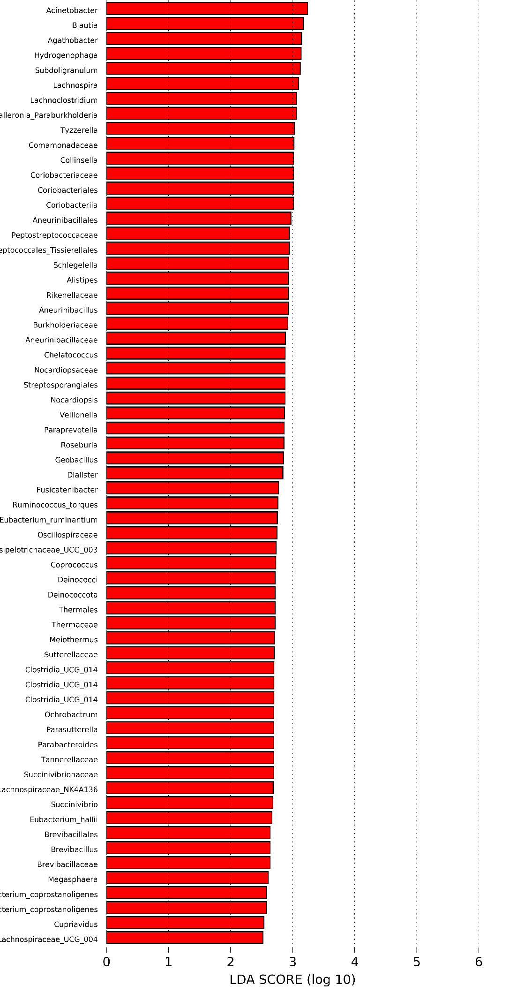 Acinetobacter
Blautia
Agathobacter
Hydrogenophaga
Subdoligranulum
Lachnospira
Lachnoclostridium
alleronia_Paraburkholderia
Tyzzerella
Comamonadaceae
Collinsella
Coriobacteriaceae
Coriobacteriales
Coriobacteriia
Aneurinibacillales
Peptostreptococcaceae
eptococcales_Tissierellales
Schlegelella
Alistipes
Rikenellaceae
Aneurinibacillus
Burkholderiaceae
Aneurinibacillaceae
Chelatococcus
Nocardiopsaceae
Streptosporangiales
Nocardiopsis
Veillonella
Paraprevotella
Roseburia
Geobacillus
Dialister
Fusicatenibacter
Ruminococcus_torques
Eubacterium_ruminantium
Oscillospiraceae
sipelotrichaceae_UCG_003
Coprococcus
Deinococci
Deinococcota
Thermales
Thermaceae
Meiothermus
Sutterellaceae
Clostridia_UCG_014
Clostridia_UCG_014
Clostridia_UCG_014
Ochrobactrum
Parasutterella
Parabacteroides
Tannerellaceae
Succinivibrionaceae
Lachnospiraceae_NK4A136
Succinivibrio
Eubacterium_hallii
Brevibacillales
Brevibacillus
Brevibacillaceae
Megasphaera
cterium_coprostanoligenes
cterium_coprostanoligenes
Cupriavidus
Lachnospiraceae_UCG_004
0 1 2 3 4 5 6
LDA SCORE (log 10)